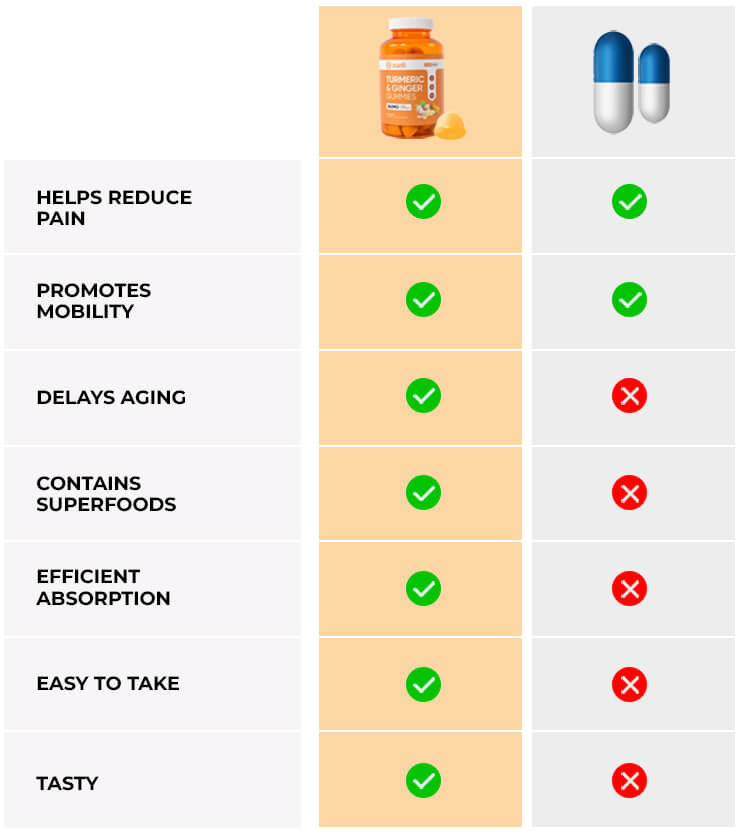 TURMERIC
& GINGER
GUMMIES
HELPS REDUCE
PAIN
PROMOTES
MOBILITY
DELAYS AGING
CONTAINS
SUPERFOODS
EFFICIENT
ABSORPTION
EASY TO TAKE
TASTY